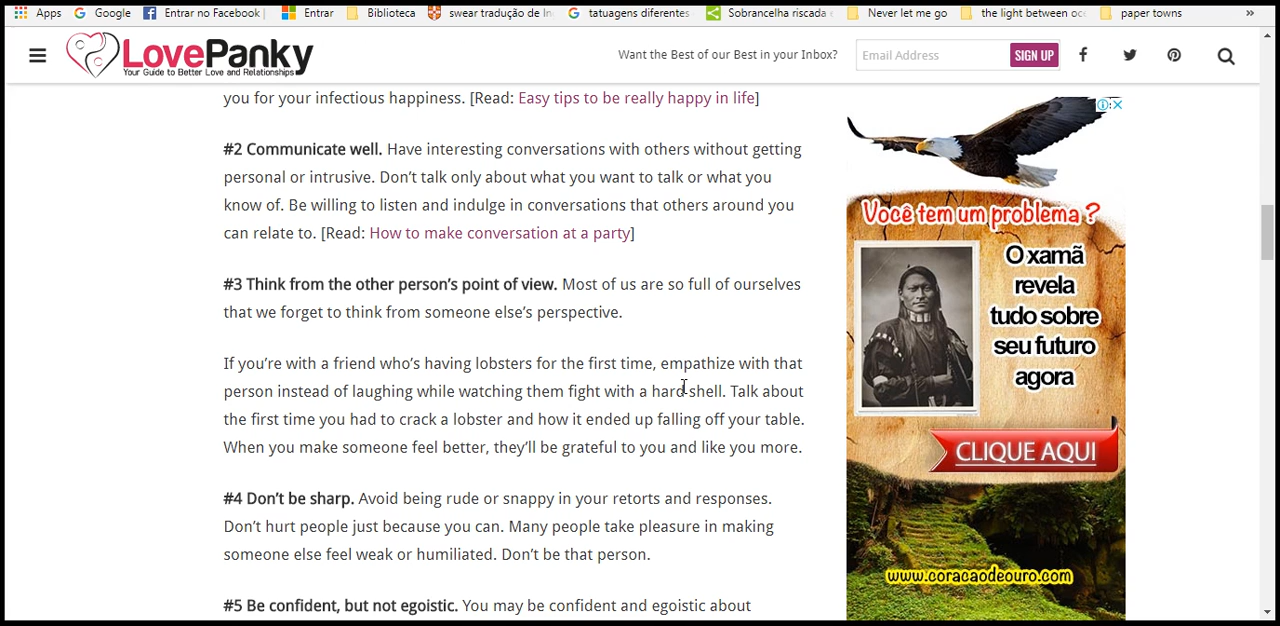 Apps Google Entrar no Facebook Entrar Biblioteca swear tradução de In tatuagens diferentes Sobrancelha riscada Never let me go the light between oce paper towns »
LovePanky
Your Guide to Better Love and Relationships
Want the Best of our Best in your Inbox? Email Address SIGN UP
you for your infectious happiness. [Read: Easy tips to be really happy in life]
#2 Communicate well. Have interesting conversations with others without getting
personal or intrusive. Don’t talk only about what you want to talk or what you
know of. Be willing to listen and indulge in conversations that others around you
can relate to. [Read: How to make conversation at a party]
#3 Think from the other person’s point of view. Most of us are so full of ourselves
that we forget to think from someone else’s perspective.
If you’re with a friend who’s having lobsters for the first time, empathize with that
person instead of laughing while watching them fight with a hard shell. Talk about
the first time you had to crack a lobster and how it ended up falling off your table.
When you make someone feel better, they’ll be grateful to you and like you more.
#4 Don’t be sharp. Avoid being rude or snappy in your retorts and responses.
Don’t hurt people just because you can. Many people take pleasure in making
someone else feel weak or humiliated. Don’t be that person.
#5 Be confident, but not egoistic. You may be confident and egoistic about
Você tem um problema ?
O xamã
revela
tudo sobre
seu futuro
agora
CLIQUE AQUI
www.coracaodeouro.com